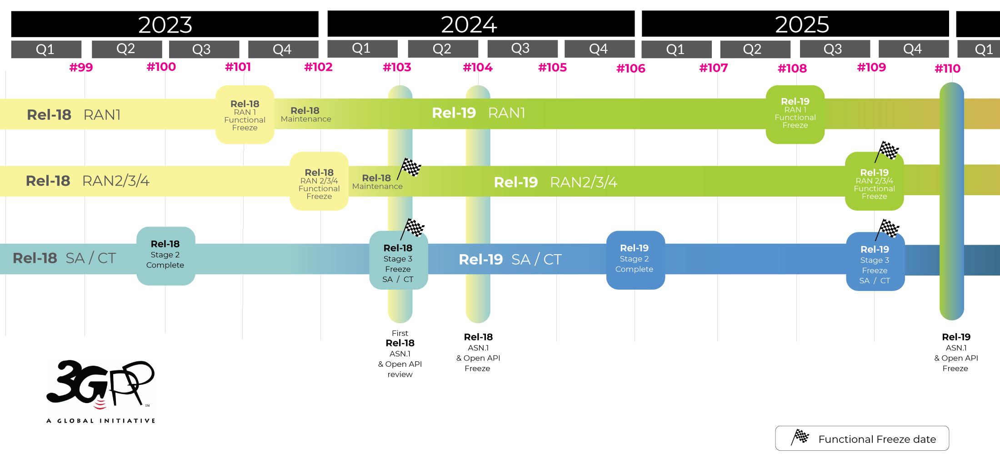 2023
2024
2025
Q1
Q2
Q3
Q4
Q1
Q2
Q3
Q4
Q1
Q2
Q3
Q4
Q1
#99
#100
#101
#102
#103
#104
#105
#106
#107
#108
#109
#110
Rel-18 RAN1
Rel-18
RAN 1
Functional
Freeze
Rel-18
Maintenance
Rel-19 RAN1
Rel-19
RAN 1
Functional
Freeze
Rel-18 RAN2/3/4
Rel-18
RAN 2/3/4
Functional
Freeze
Rel-18
Maintenance
Rel-19 RAN2/3/4
Rel-19
RAN 2/3/4
Functional
Freeze
Rel-18 SA / CT
Rel-18
Stage 2
Complete
Rel-18
Stage 3
Freeze
SA / CT
Rel-19 SA / CT
Rel-19
Stage 2
Complete
Rel-19
Stage 3
Freeze
SA / CT
First
Rel-18
ASN.1
& Open API
review
Rel-18
ASN.1
& Open API
Freeze
Rel-19
ASN.1
& Open API
Freeze
3GPP
TM
A GLOBAL INITIATIVE
Functional Freeze date